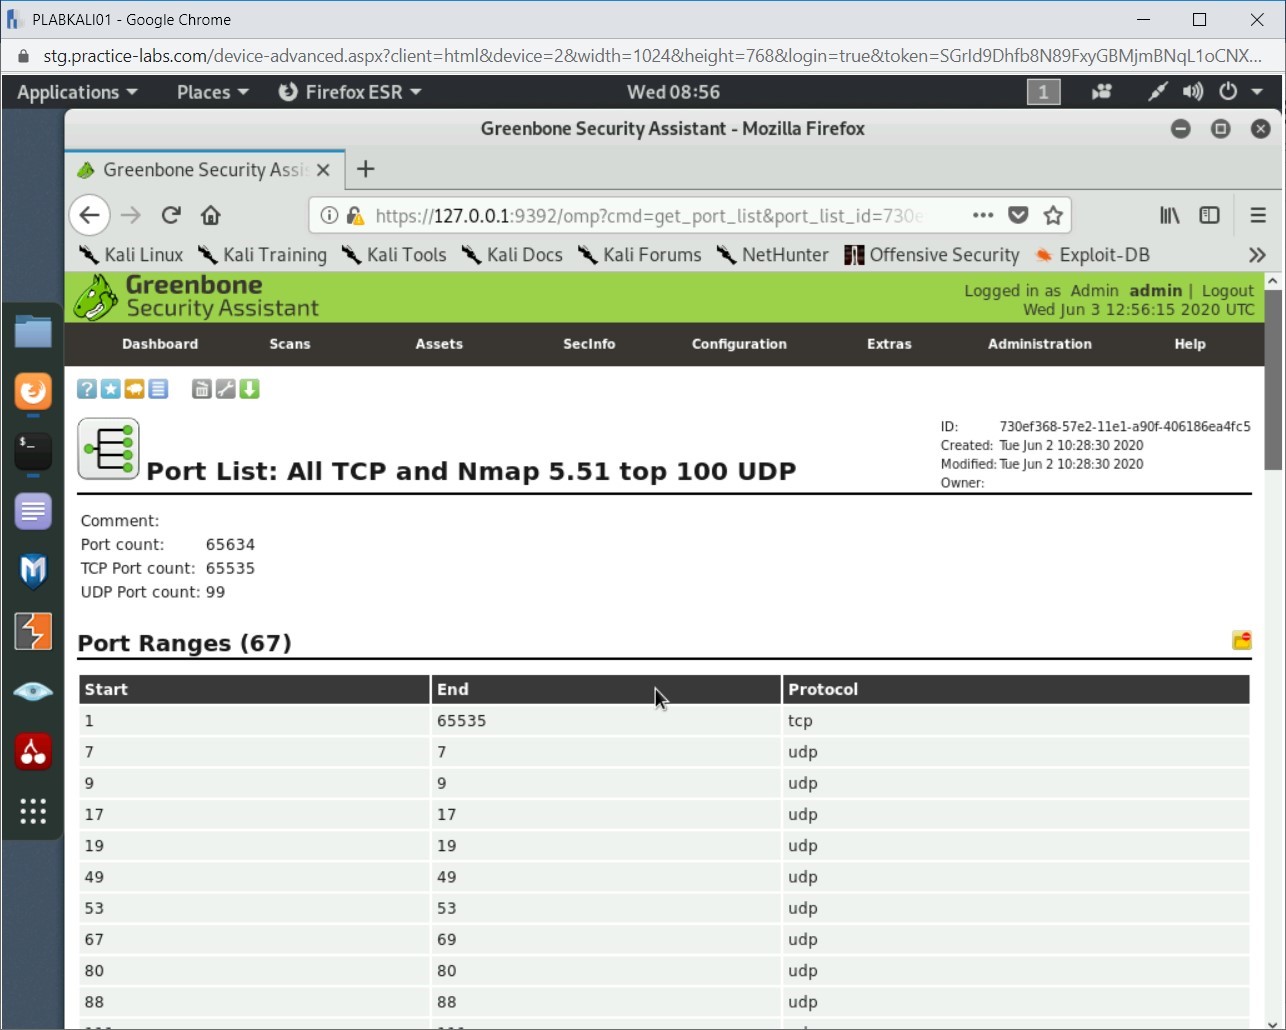 PLABKALI01 - Google Chrome
stg.practice-labs.com/device-advanced.aspx?client=html&device=2&width=1024&height=768&login=true&token=SGrId9Dhfb8N89FxyGBMjmBNqL1oCNX...
Applications Places Firefox ESR Wed 08:56 1
Greenbone Security Assistant - Mozilla Firefox
Greenbone Security Assis
https://127.0.0.1:9392/omp?cmd=get_port_list&port_list_id=730e
Kali Linux Kali Training Kali Tools Kali Docs Kali Forums NetHunter Offensive Security Exploit-DB
Greenbone
Security Assistant
Logged in as Admin admin | Logout
Wed Jun 3 12:56:15 2020 UTC
Dashboard Scans Assets SecInfo Configuration Extras Administration Help
Port List: All TCP and Nmap 5.51 top 100 UDP
ID: 730ef368-57e2-11e1-a90f-406186ea4fc5
Created: Tue Jun 2 10:28:30 2020
Modified: Tue Jun 2 10:28:30 2020
Owner:
Comment:
Port count: 65634
TCP Port count: 65535
UDP Port count: 99
Port Ranges (67)
Start End Protocol
1 65535 tcp
7 7 udp
9 9 udp
17 17 udp
19 19 udp
49 49 udp
53 53 udp
67 69 udp
80 80 udp
88 88 udp